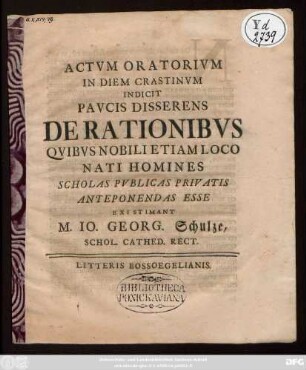 Yd
2739
ACTVM ORATORIVM
IN DIEM CRASTINVM
INDICIT
PAVCIS DISSERENS
DE RATIONIBVS
QVIBVS NOBILI ETIAM LOCO
NATI HOMINES
SCHOLAS PVBLICAS PRIVATIS
ANTEPONENDAS ESSE
EXISTIMANT
M. IO. GEORG. Schulze,
SCHOL. CATHED. RECT.
LITTERIS BOSSOEGELIANIS.
BIBLIOTHECA
PONICKAVIANA